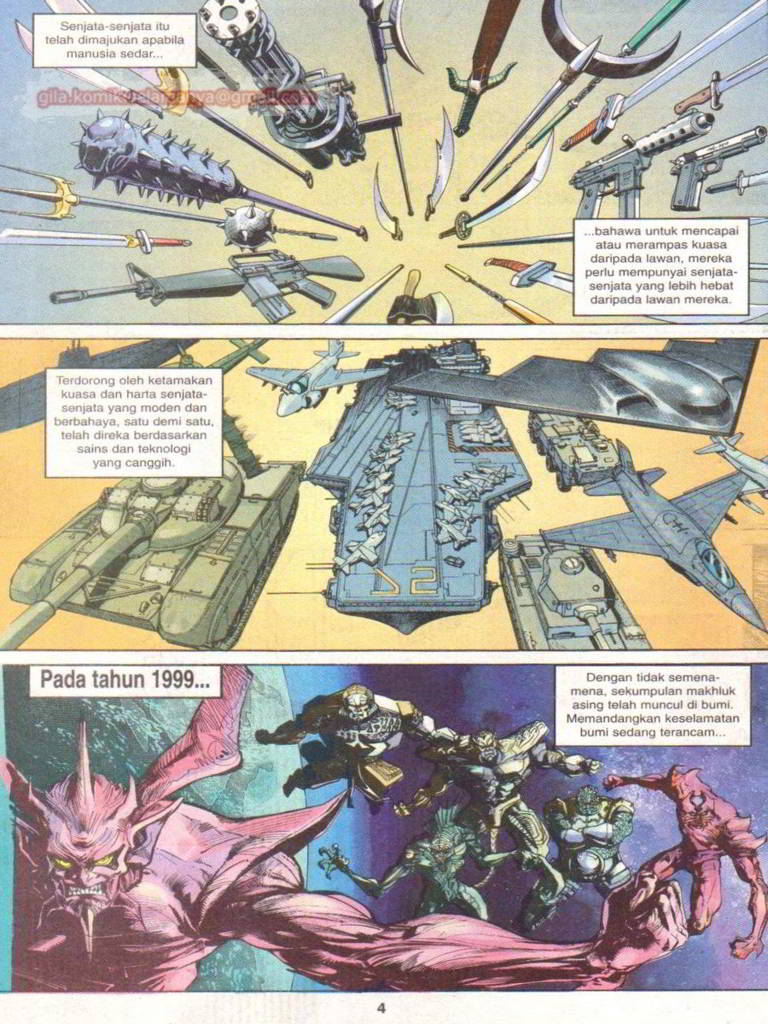 Senjata-senjata itu
telah dimajukan apabila
manusia sedar...
...bahawa untuk mencapai
atau merampas kuasa
daripada lawan, mereka
perlu mempunyai senjata-
senjata yang lebih hebat
daripada lawan mereka.
Terdorong oleh ketamakan
kuasa dan harta senjata-
senjata yang moden dan
berbahaya, satu demi satu,
telah direka berdasarkan
sains dan teknologi
yang canggih.
Pada tahun 1999...
Dengan tidak semena-
mena, sekumpulan makhluk
asing telah muncul di bumi.
Memandangkan keselamatan
bumi sedang terancam...
4